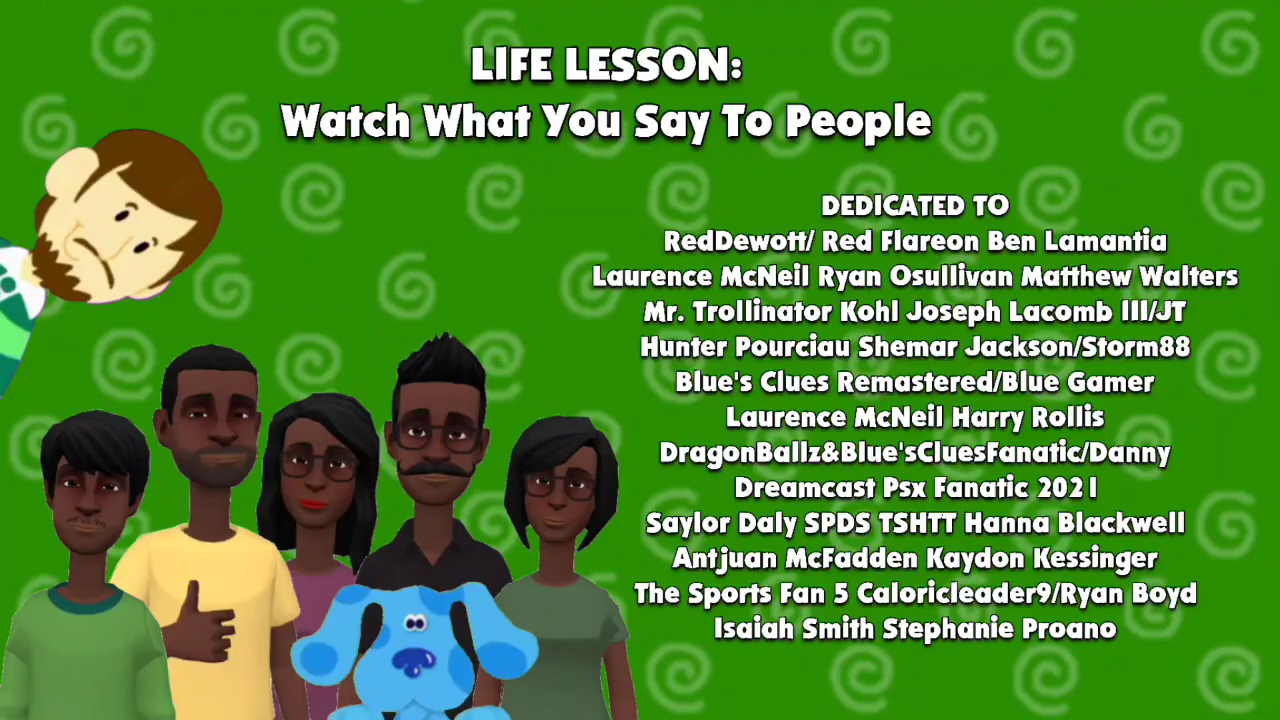 LIFE LESSON:
Watch What You Say To People
DEDICATED TO
RedDewott/ Red Flareon Ben Lamantia
Laurence McNeil Ryan Osullivan Matthew Walters
Mr. Trollinator Kohl Joseph Lacomb III/JT
Hunter Pourciau Shemar Jackson/Storm88
Blue's Clues Remastered/Blue Gamer
Laurence McNeil Harry Rollis
DragonBallz&Blue'sCluesFanatic/Danny
Dreamcast Psx Fanatic 2021
Saylor Daly SPDS TSHTT Hanna Blackwell
Antjuan McFadden Kaydon Kessinger
The Sports Fan 5 Caloricleader9/Ryan Boyd
Isaiah Smith Stephanie Proano